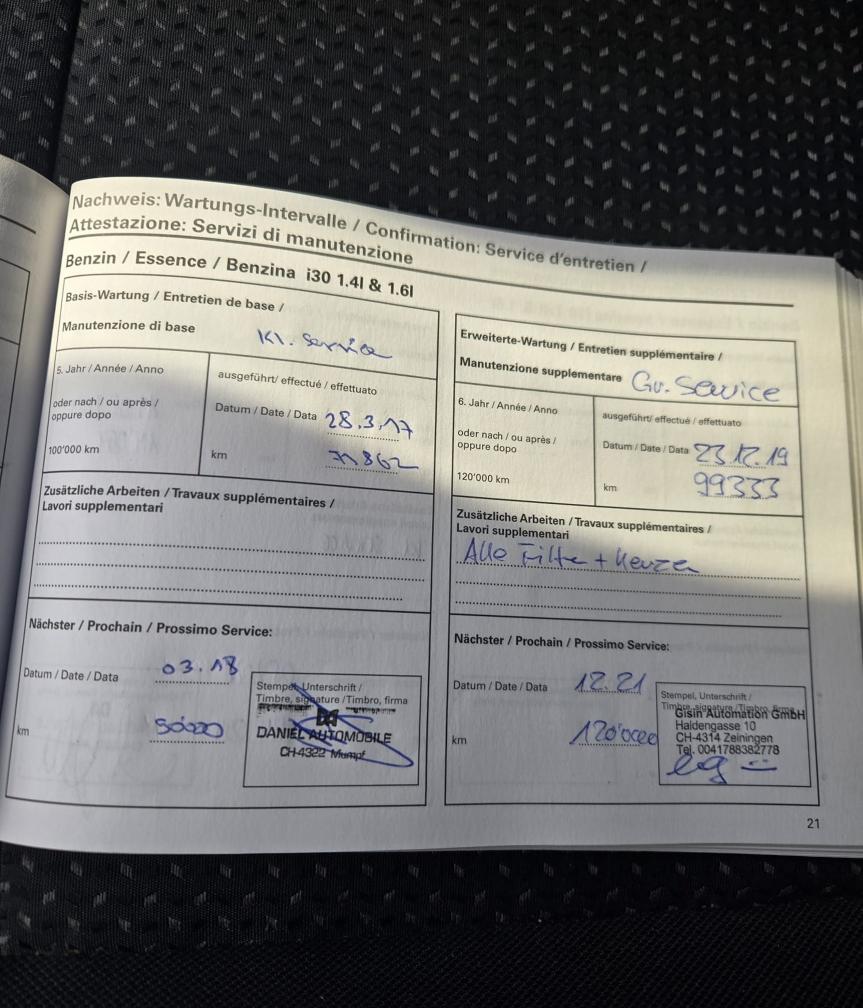 Nachweis: Wartungs-Intervalle / Confirmation: Service d'entretien /
Attestazione: Servizi di manutenzione
Benzin / Essence / Benzina i30 1.4l & 1.6l
Basis-Wartung / Entretien de base /
Manutenzione di base Kl. Service
5. Jahr / Année / Anno
oder nach / ou après /
oppure dopo
100'000 km
ausgeführt/ effectué / effettuato
Datum / Date / Data 28.3.17
km 71862
Zusätzliche Arbeiten / Travaux supplémentaires /
Lavori supplementari
Nächster / Prochain / Prossimo Service:
Datum / Date / Data 03.18
km
Stempel, Unterschrift /
Timbre, signature / Timbro, firma
DANIEL AUTOMOBILE
CH-4322 Mumpf
Erweiterte-Wartung / Entretien supplémentaire /
Manutenzione supplementare Gr. Service
6. Jahr / Année / Anno
oder nach / ou après /
oppure dopo
120'000 km
ausgeführt/ effectué / effettuato
Datum / Date / Data 23.12.19
km 99333
Zusätzliche Arbeiten / Travaux supplémentaires /
Lavori supplementari
Alle Filter + Kerzen
Nächster / Prochain / Prossimo Service:
Datum / Date / Data 12.21
km 120'000
Stempel, Unterschrift /
Timbre, signature / Timbro, firma
Gisin Automation GmbH
Haldengasse 10
CH-4314 Zeiningen
Tel. 0041788382778
21